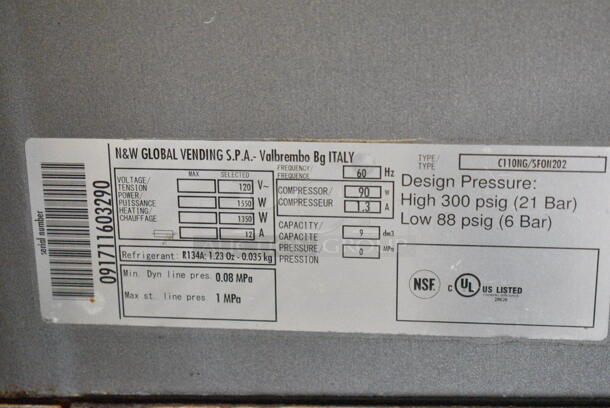 serial number
091711603290
N&W GLOBAL VENDING S.P.A.- Valbrembo Bg ITALY
MAX SELECTED
VOLTAGE/
TENSION 120 V~
POWER/
PUISSANCE 1550 W
HEATING/
CHAUFFAGE 1350 W
12 A
Refrigerant: R134A; 1.23 Oz - 0.035 kg
Min. Dyn line pres. 0.08 MPa
Max st. line pres. 1 MPa
FREQUENCY/
FREQUENCE 60 Hz
COMPRESSOR/ 90 W
COMPRESSEUR 1.3 A
CAPACITY/
CAPACITE 9 dm3
PRESSURE/ 0 MPa
PRESSION
TYPE/
TYPE C110NG/SFON202
Design Pressure:
High 300 psig (21 Bar)
Low 88 psig (6 Bar)
NSF
C UL US LISTED